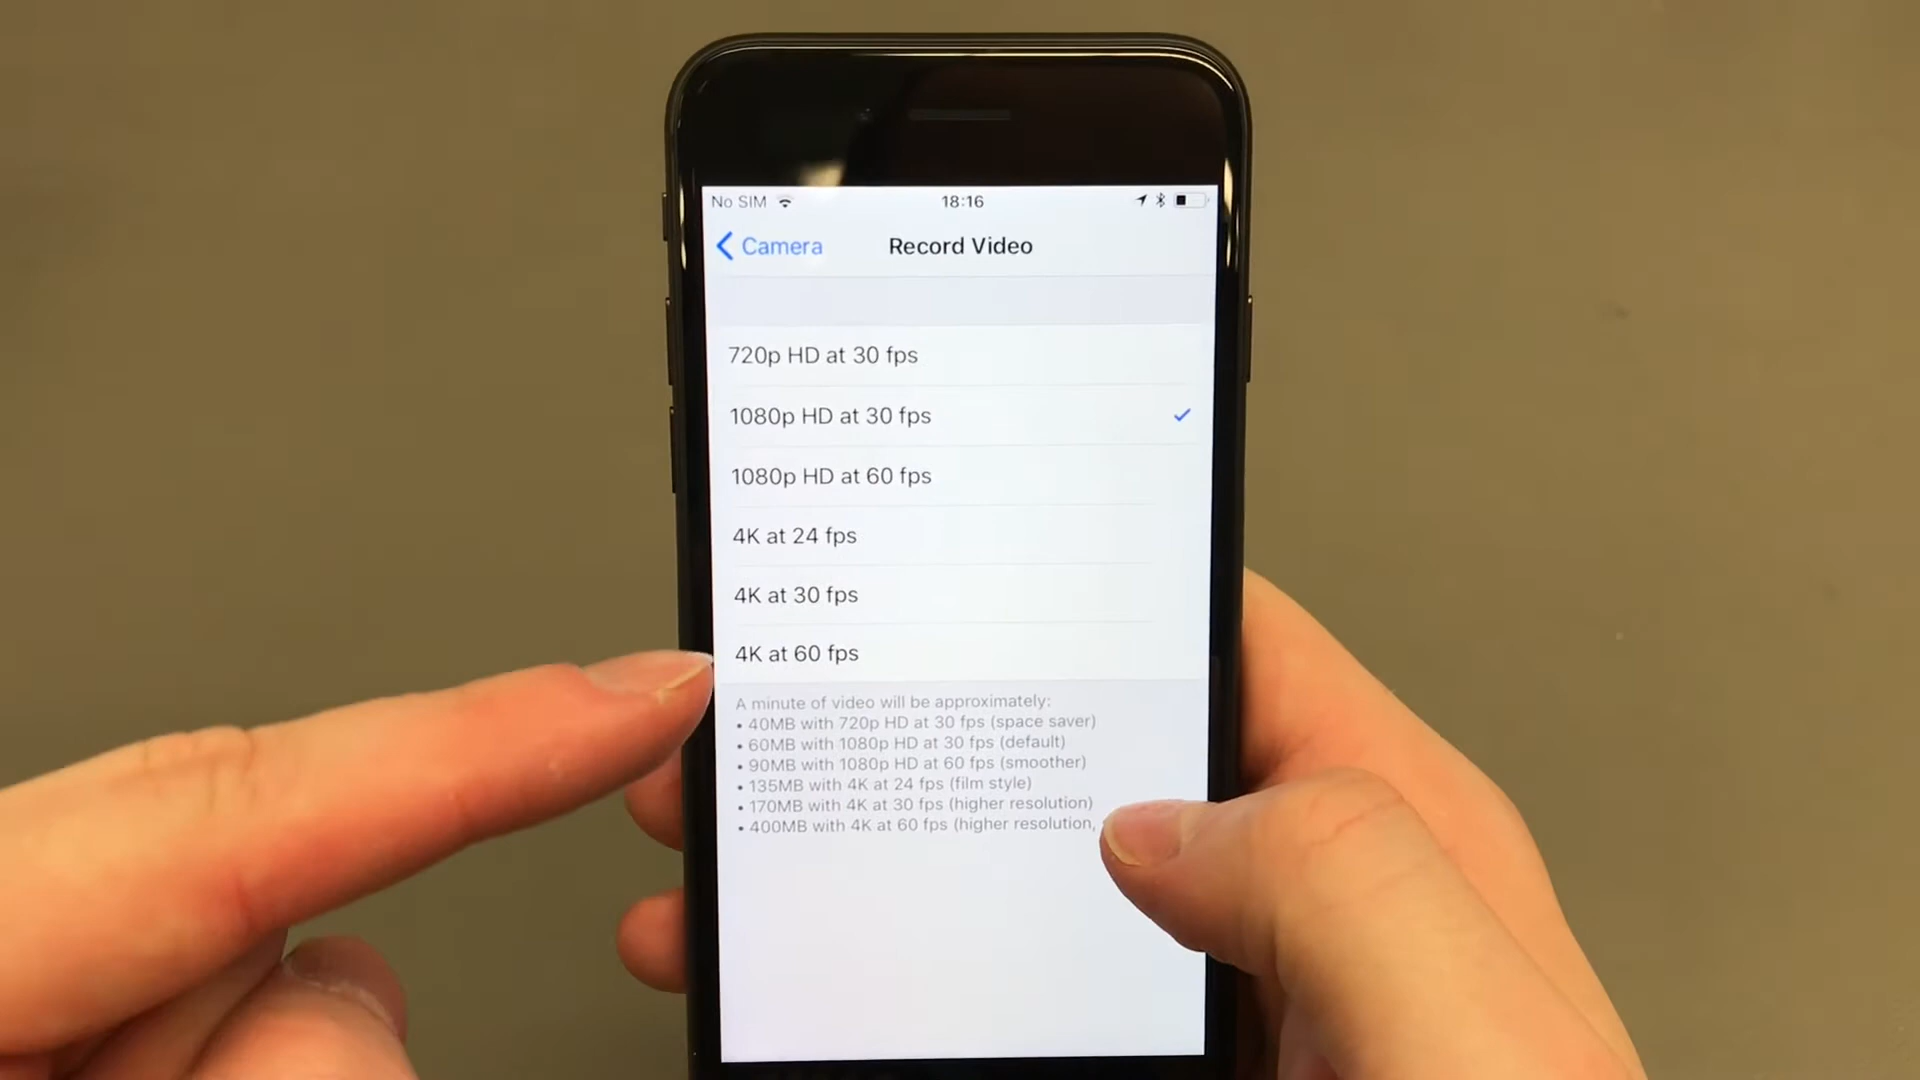 No SIM 18:16
Camera Record Video
720p HD at 30 fps
1080p HD at 30 fps
1080p HD at 60 fps
4K at 24 fps
4K at 30 fps
4K at 60 fps
A minute of video will be approximately:
• 40MB with 720p HD at 30 fps (space saver)
• 60MB with 1080p HD at 30 fps (default)
• 90MB with 1080p HD at 60 fps (smoother)
• 135MB with 4K at 24 fps (film style)
• 170MB with 4K at 30 fps (higher resolution)
• 400MB with 4K at 60 fps (higher resolution,